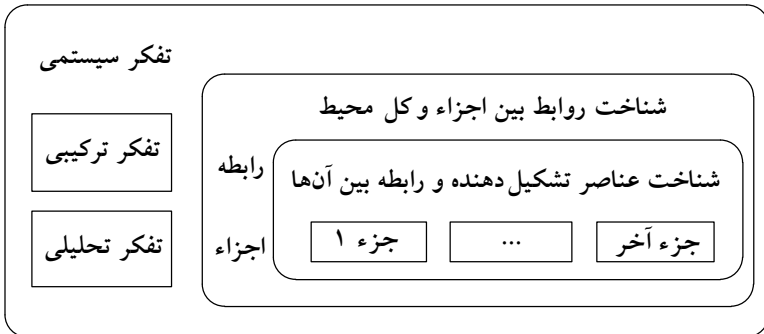 تفکر سیستمی
شناخت روابط بین اجزاء و کل محیط
تفکر ترکیبی
رابطه
شناخت عناصر تشکیل‌دهنده و رابطه بین آن‌ها
تفکر تحلیلی
اجزاء
جزء آخر
...
جزء ۱